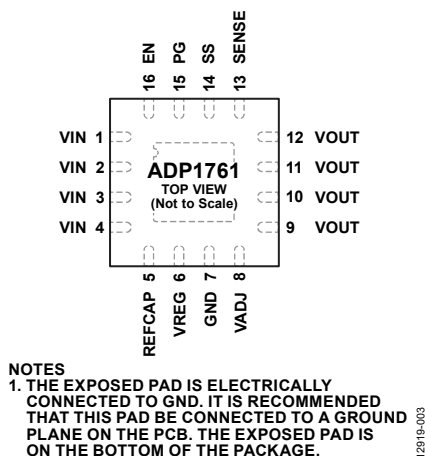 16 EN
15 PG
14 SS
13 SENSE
VIN 1
VIN 2
VIN 3
VIN 4
ADP1761
TOP VIEW
(Not to Scale)
12 VOUT
11 VOUT
10 VOUT
9 VOUT
REFCAP 5
VREG 6
GND 7
VADJ 8
NOTES
1. THE EXPOSED PAD IS ELECTRICALLY
CONNECTED TO GND. IT IS RECOMMENDED
THAT THIS PAD BE CONNECTED TO A GROUND
PLANE ON THE PCB. THE EXPOSED PAD IS
ON THE BOTTOM OF THE PACKAGE.
12919-003